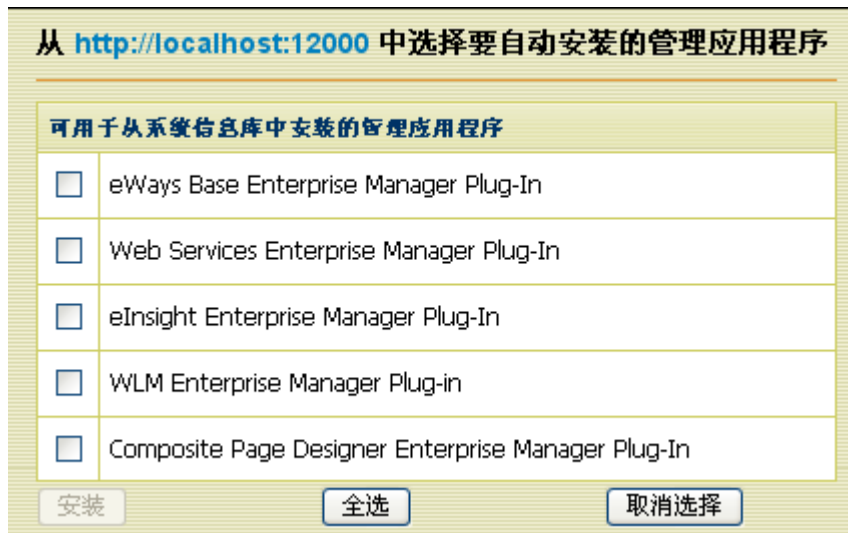 从 http://localhost:12000 中选择要自动安装的管理应用程序
可用于从系统信息库中安装的管理应用程序
eWays Base Enterprise Manager Plug-In
Web Services Enterprise Manager Plug-In
eInsight Enterprise Manager Plug-In
WLM Enterprise Manager Plug-in
Composite Page Designer Enterprise Manager Plug-In
安装 全选 取消选择